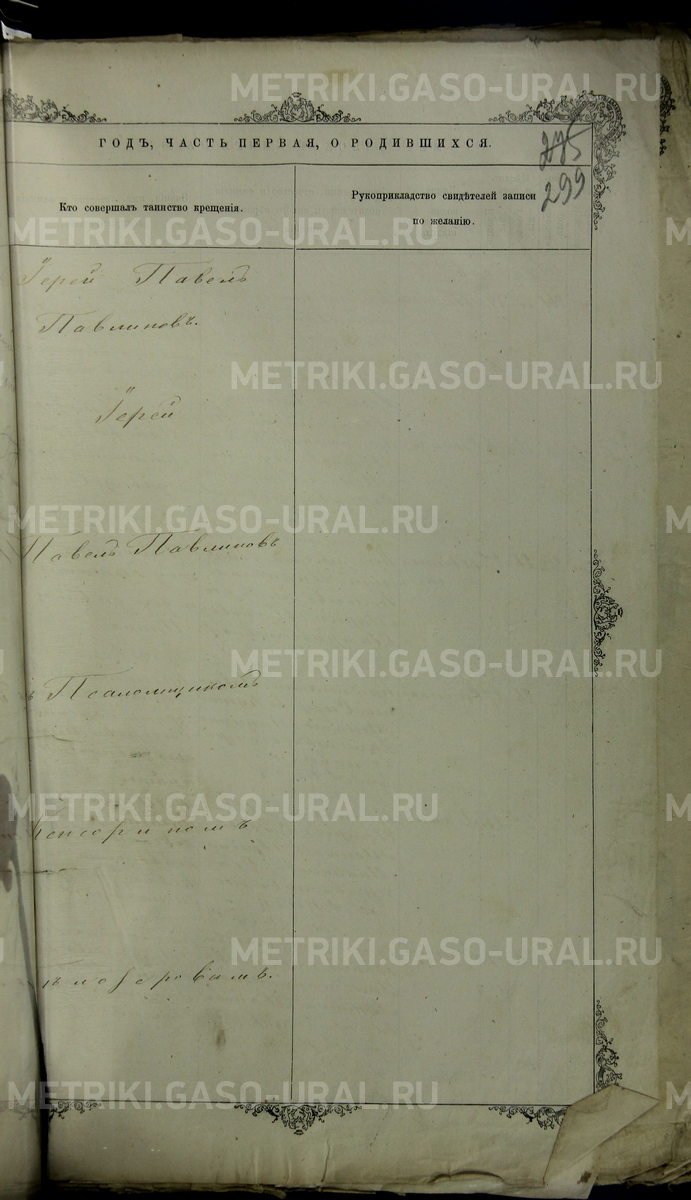 METRIKI.GASO-URAL.RU
ГОДЪ, ЧАСТЬ ПЕРВАЯ, О РОДИВШИХСЯ.
275
299
Кто совершалъ таинство крещенія.
Рукоприкладство свидѣтелей записи
по желанію.
METRIKI.GASO-URAL.RU
Іерей Павелъ
Павлиновъ.
METRIKI.GASO-URAL.RU
Іерей
METRIKI.GASO-URAL.RU
Павелъ Павлиновъ
METRIKI.GASO-URAL.RU
ъ Псаломщикомъ
METRIKI.GASO-URAL.RU
METRIKI.GASO-URAL.RU
METRIKI.GASO-URAL.RU